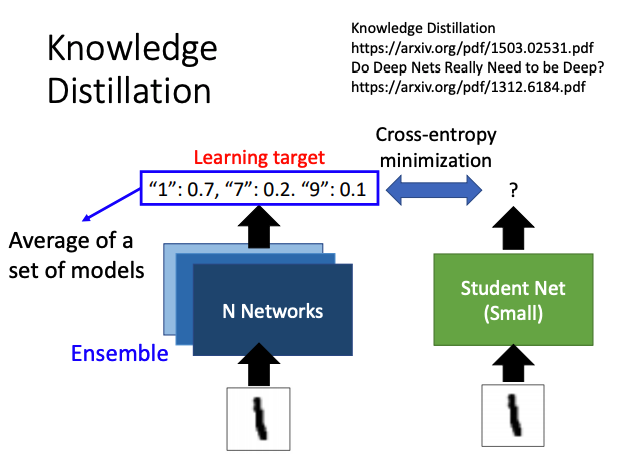 Knowledge
Distillation
Knowledge Distillation
https://arxiv.org/pdf/1503.02531.pdf
Do Deep Nets Really Need to be Deep?
https://arxiv.org/pdf/1312.6184.pdf
Learning target
Cross-entropy
minimization
“1”: 0.7, “7”: 0.2. “9”: 0.1
?
Average of a
set of models
N Networks
Student Net
(Small)
Ensemble